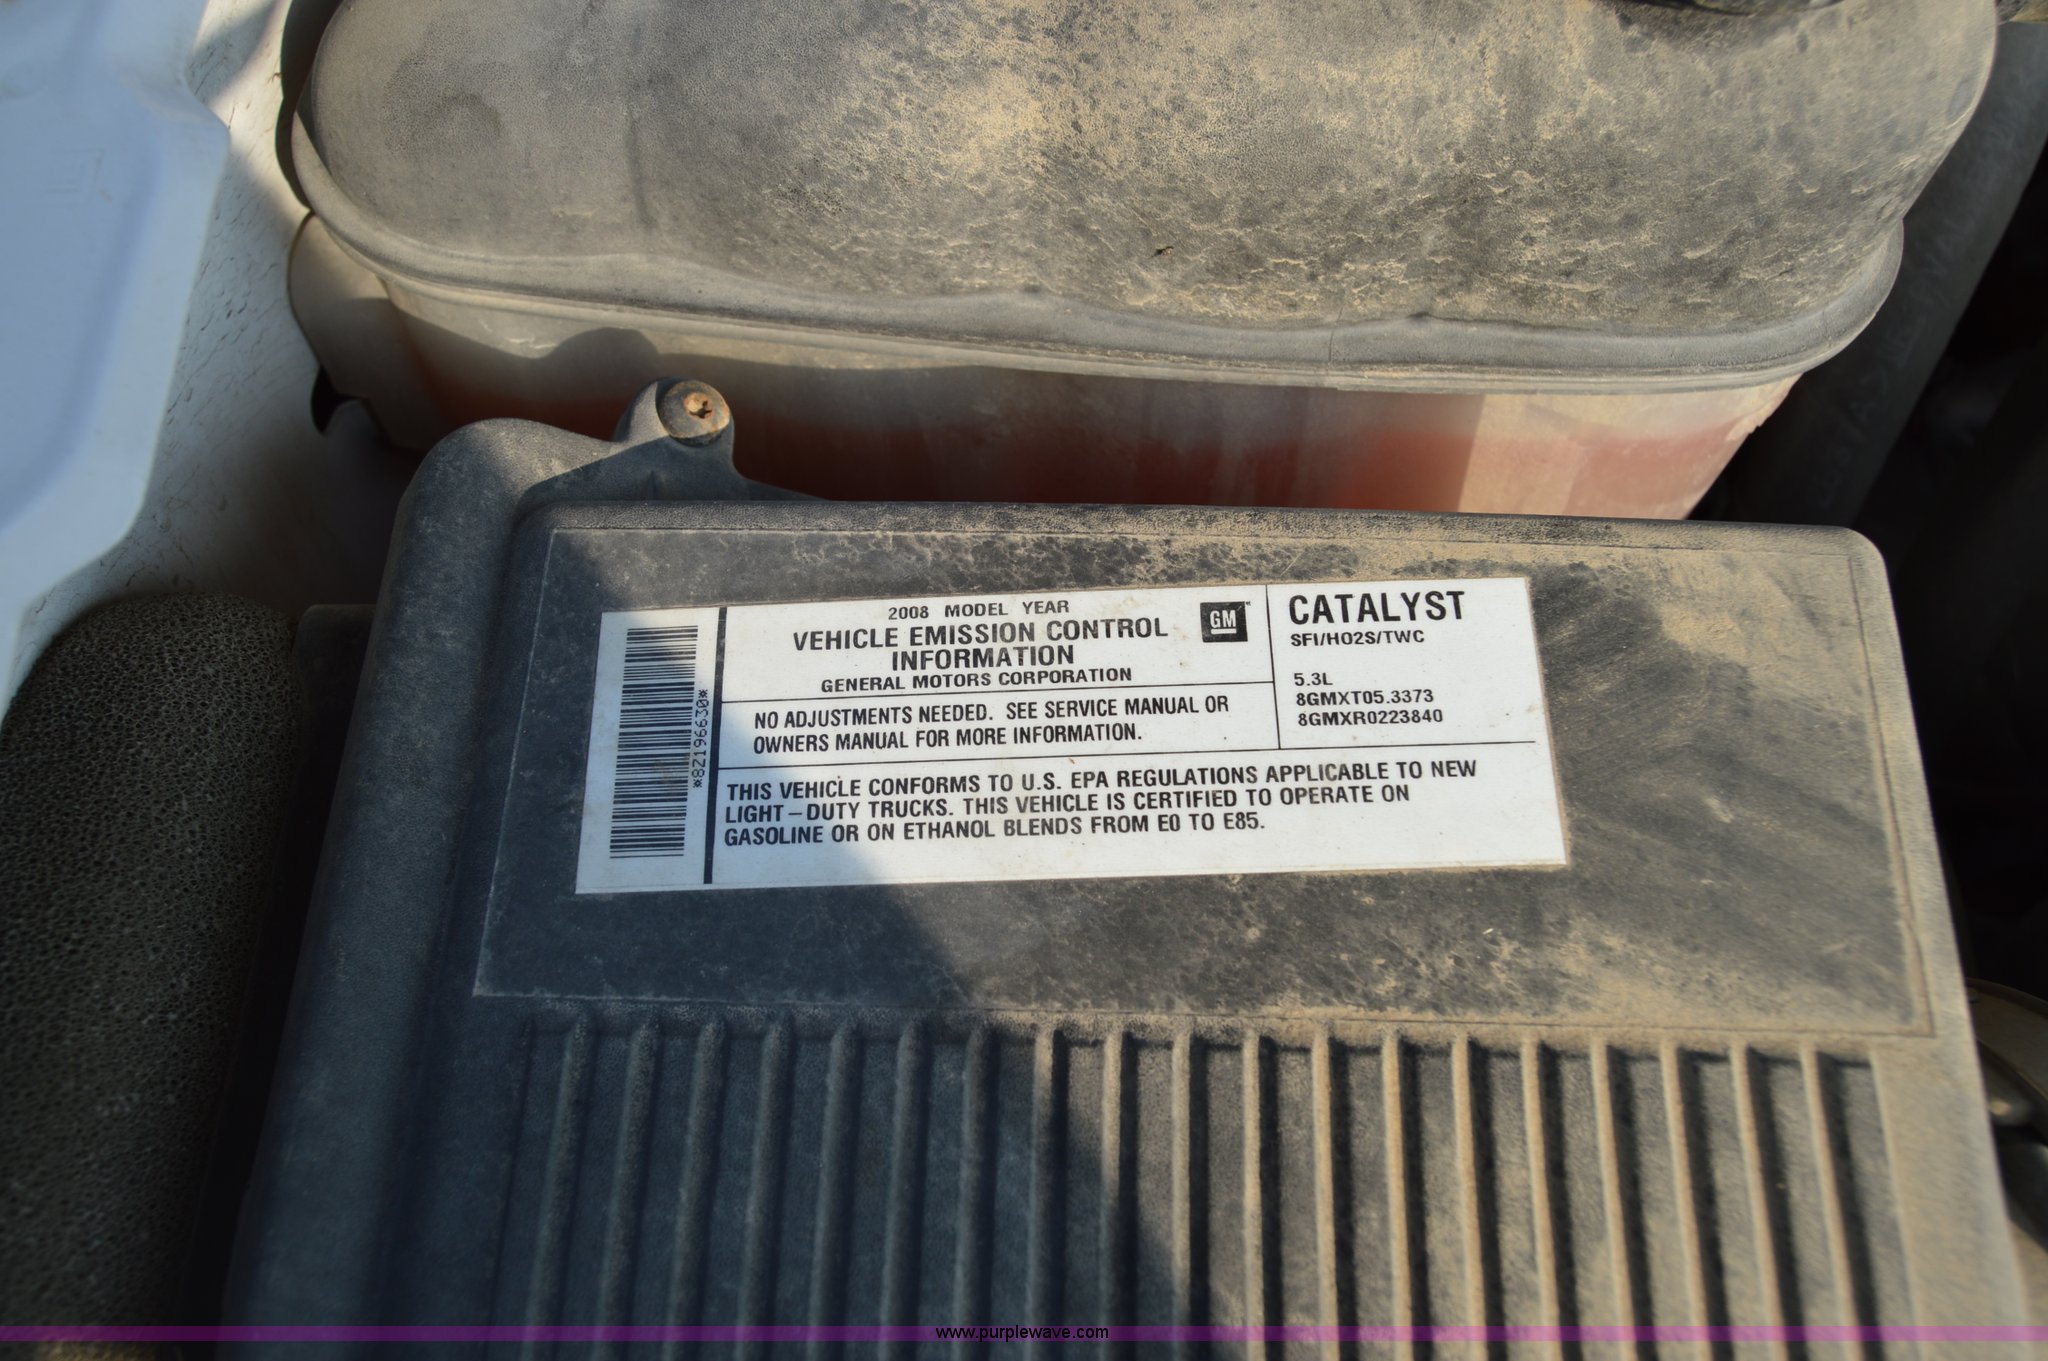 2008 MODEL YEAR
VEHICLE EMISSION CONTROL
INFORMATION
GENERAL MOTORS CORPORATION
GM
NO ADJUSTMENTS NEEDED. SEE SERVICE MANUAL OR
OWNERS MANUAL FOR MORE INFORMATION.
CATALYST
SFI/HO2S/TWC
5.3L
8GMXT05.3373
8GMXR0223840
THIS VEHICLE CONFORMS TO U.S. EPA REGULATIONS APPLICABLE TO NEW
LIGHT-DUTY TRUCKS. THIS VEHICLE IS CERTIFIED TO OPERATE ON
GASOLINE OR ON ETHANOL BLENDS FROM E0 TO E85.
*8Z196630*
www.purplewave.com